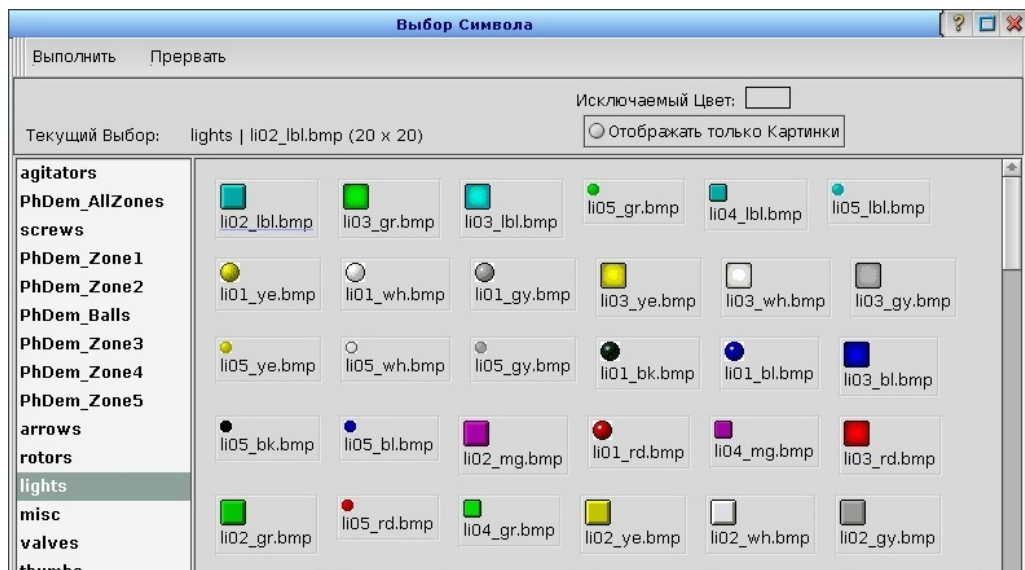 Выбор Символа
?
Выполнить Прервать
Исключаемый Цвет:
Текущий Выбор: lights | li02_lbl.bmp (20 x 20)
Отображать только Картинки
agitators
PhDem_AllZones
screws
PhDem_Zone1
PhDem_Zone2
PhDem_Balls
PhDem_Zone3
PhDem_Zone4
PhDem_Zone5
arrows
rotors
lights
misc
valves
thumbs
li02_lbl.bmp li03_gr.bmp li03_lbl.bmp li05_gr.bmp li04_lbl.bmp li05_lbl.bmp
li01_ye.bmp li01_wh.bmp li01_gy.bmp li03_ye.bmp li03_wh.bmp li03_gy.bmp
li05_ye.bmp li05_wh.bmp li05_gy.bmp li01_bk.bmp li01_bl.bmp li03_bl.bmp
li05_bk.bmp li05_bl.bmp li02_mg.bmp li01_rd.bmp li04_mg.bmp li03_rd.bmp
li02_gr.bmp li05_rd.bmp li04_gr.bmp li02_ye.bmp li02_wh.bmp li02_gy.bmp